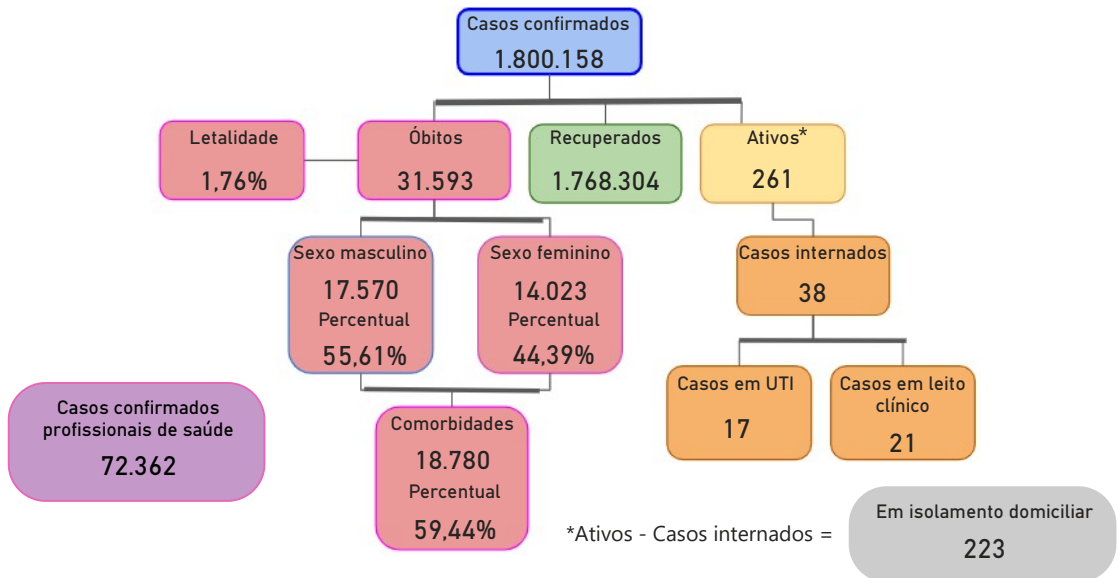 Casos confirmados
1.800.158
Letalidade
1,76%
Óbitos
31.593
Recuperados
1.768.304
Ativos*
261
Sexo masculino
17.570
Percentual
55,61%
Sexo feminino
14.023
Percentual
44,39%
Casos internados
38
Casos em UTI
17
Casos em leito
clínico
21
Casos confirmados
profissionais de saúde
72.362
Comorbidades
18.780
Percentual
59,44%
*Ativos - Casos internados =
Em isolamento domiciliar
223